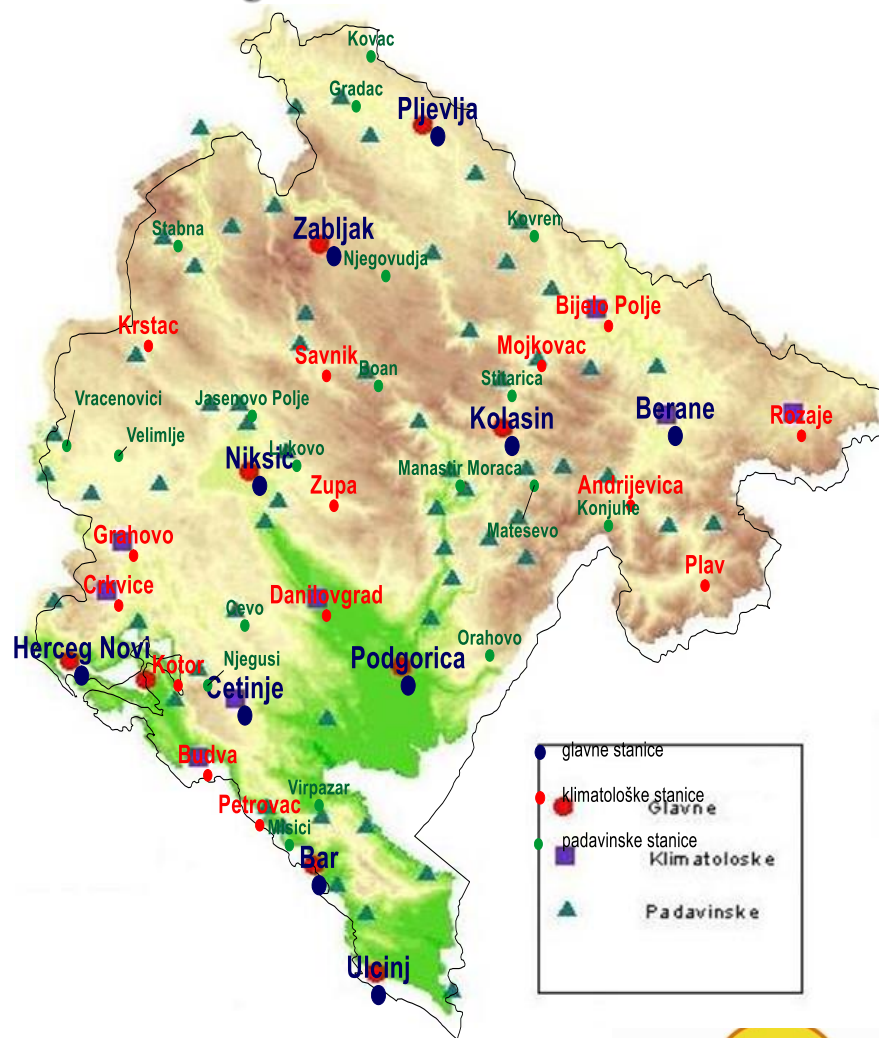 Kovac
Gradac
Pljevlja
Kovren
Stabna
Zabljak
Njegovudja
Bijelo Polje
Krstac
Mojkovac
Savnik
Boan
Stitarica
Vracenovici
Jasenovo Polje
Kolasin
Berane
Rozaje
Velimlje
Niksic
Lukovo
Manastir Moraca
Zupa
Andrijevica
Konjuhe
Matesevo
Grahovo
Plav
Crkvice
Danilovgrad
Cevo
Herceg Novi
Orahovo
Kotor
Njegusi
Podgorica
Cetinje
Budva
glavne stanice
Virpazar
klimatološke stanice
Petrovac
Glavne
Misici
padavinske stanice
Bar
Klimatoloske
Padavinske
Ulcinj